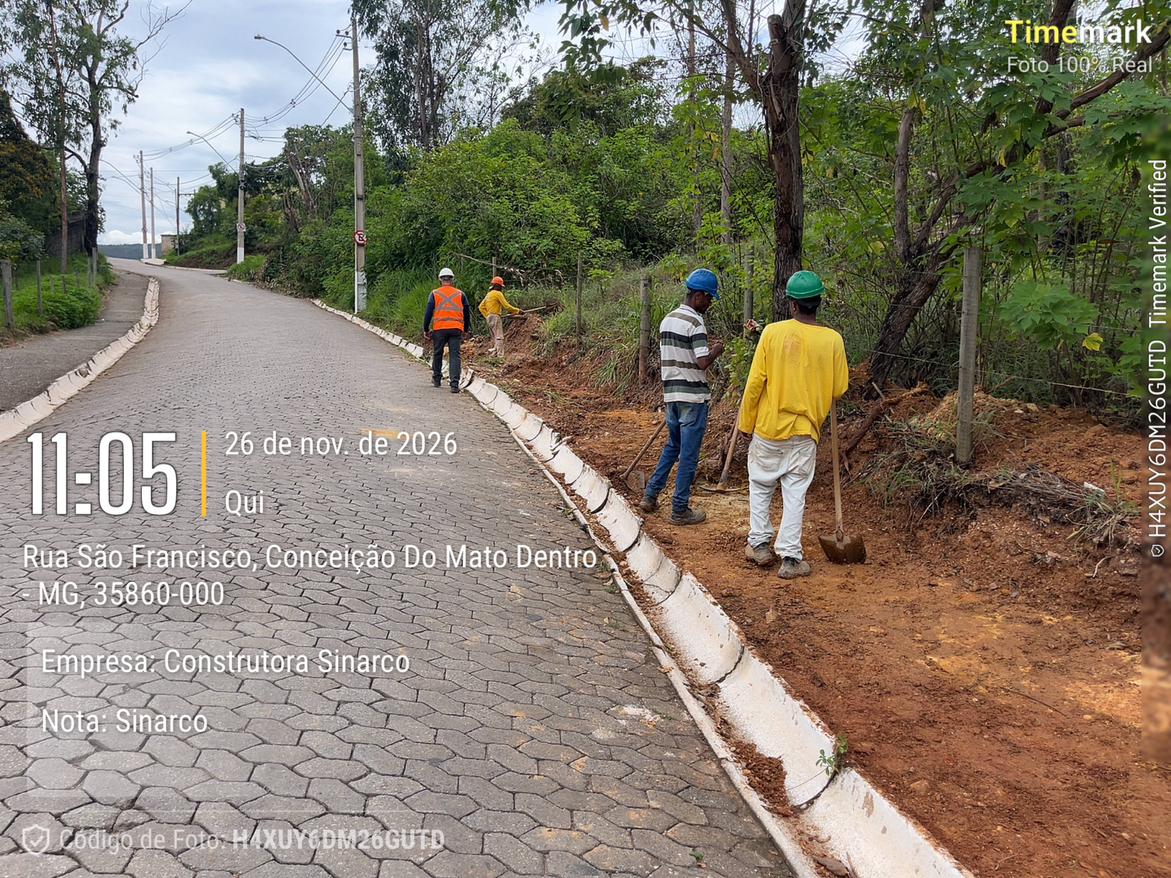 Timemark
Foto 100% Real
11:05
26 de nov. de 2026
Qui
Rua São Francisco, Conceição Do Mato Dentro
- MG, 35860-000
Empresa: Construtora Sinarco
Nota: Sinarco
Código de Foto: H4XUY6DM26GUTD
H4XUY6DM26GUTD Timemark Verified